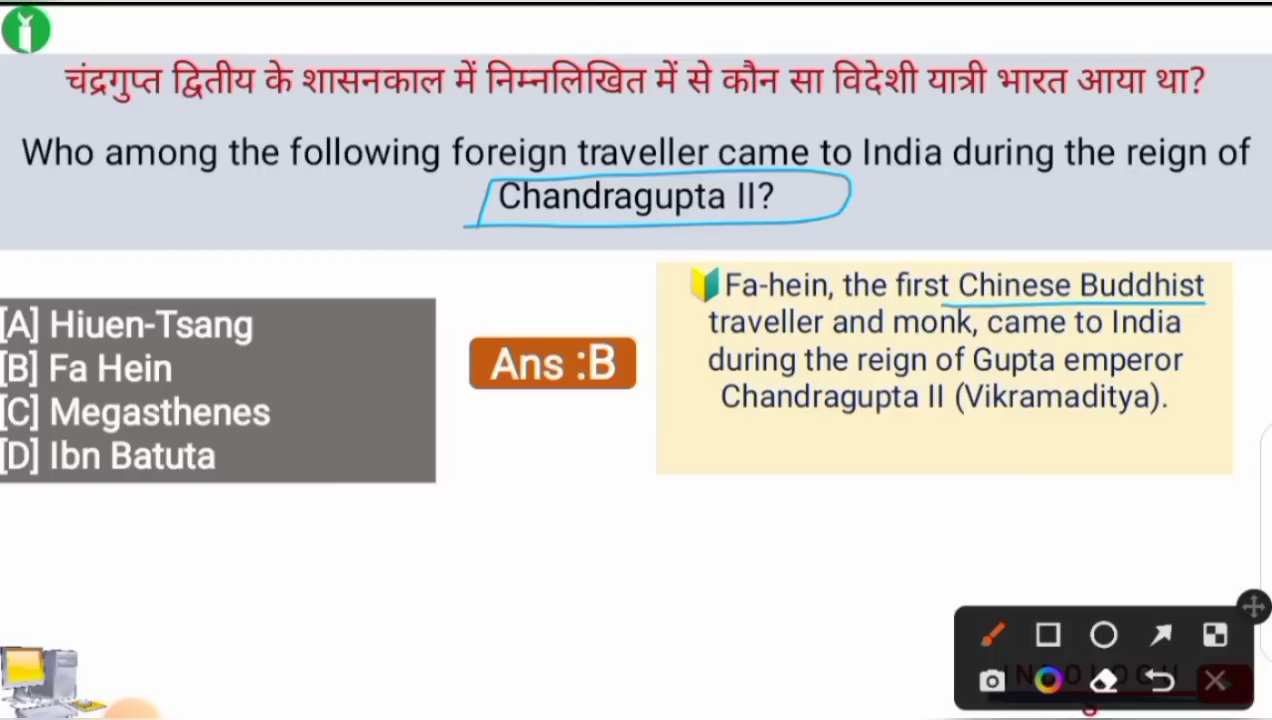 चंद्रगुप्त द्वितीय के शासनकाल में निम्नलिखित में से कौन सा विदेशी यात्री भारत आया था?
Who among the following foreign traveller came to India during the reign of
Chandragupta II?
[A] Hiuen-Tsang
[B] Fa Hein
[C] Megasthenes
[D] Ibn Batuta
Ans :B
Fa-hein, the first Chinese Buddhist
traveller and monk, came to India
during the reign of Gupta emperor
Chandragupta II (Vikramaditya).